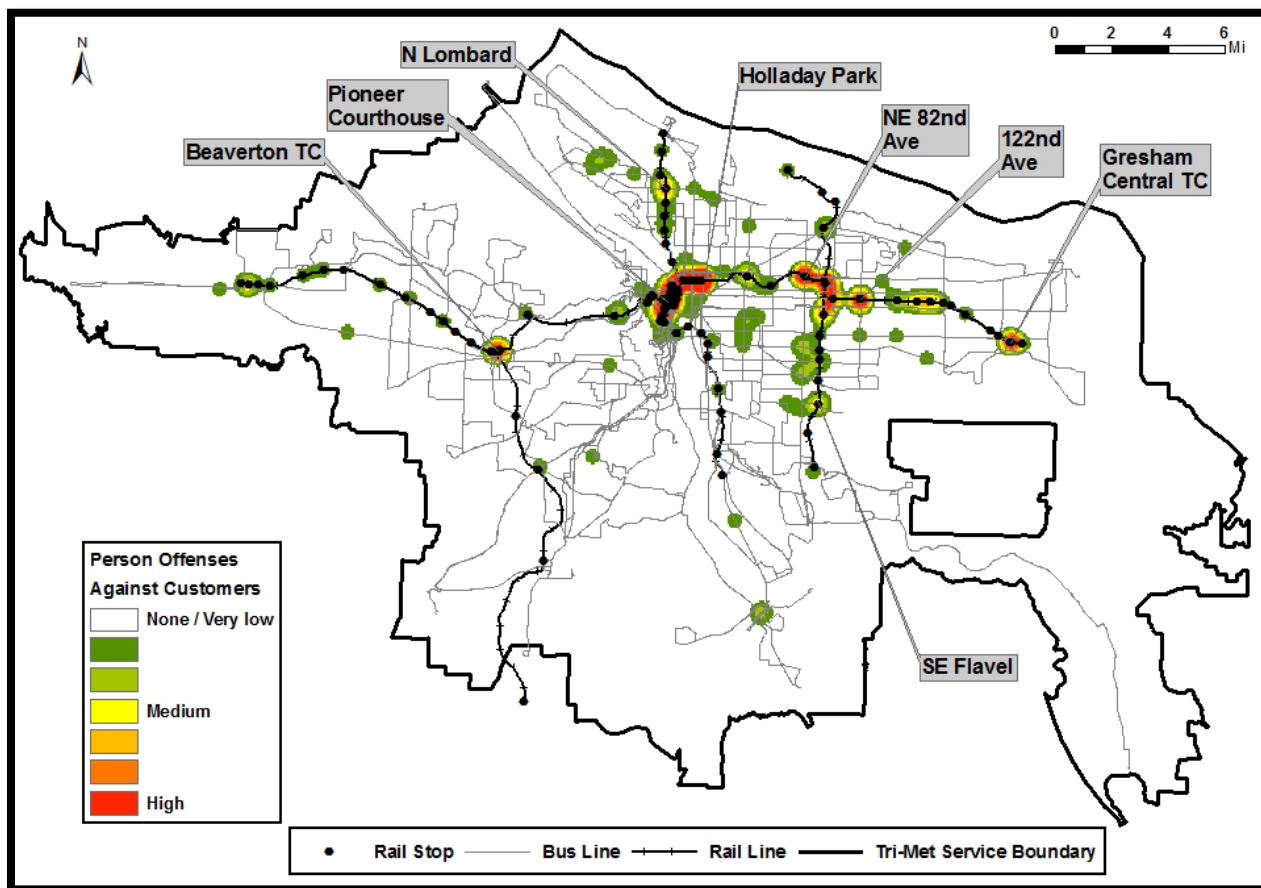 N
0 2 4 6
Mi
N Lombard
Holladay Park
Pioneer
Courthouse
NE 82nd
Ave
122nd
Ave
Beaverton TC
Gresham
Central TC
SE Flavel
Person Offenses
Against Customers
None / Very low
Medium
High
Rail Stop Bus Line Rail Line Tri-Met Service Boundary